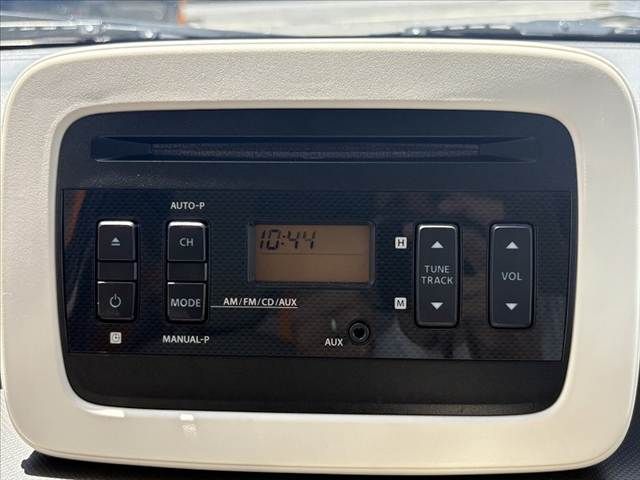 AUTO-P
CH
10:44
H
TUNE
TRACK
VOL
MODE
AM/FM/CD/AUX
M
MANUAL-P
AUX